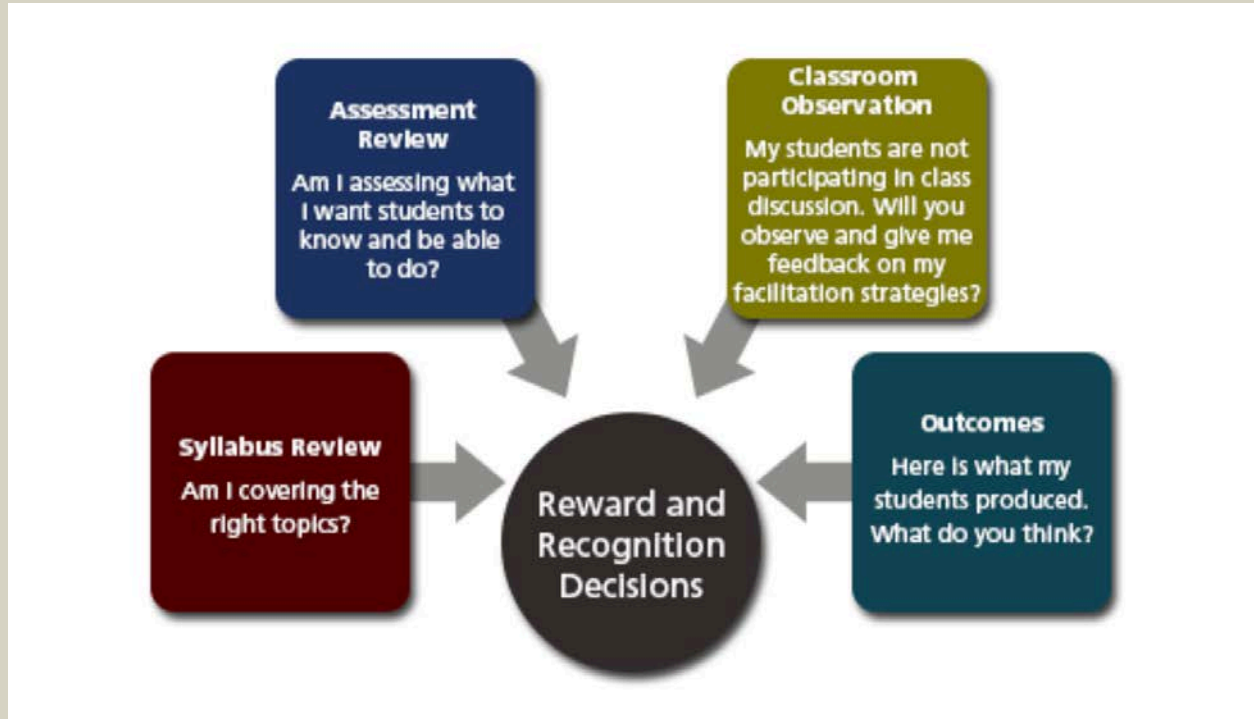 Assessment
Review
Am I assessing what
I want students to
know and be able
to do?
Classroom
Observation
My students are not
participating in class
discussion. Will you
observe and give me
feedback on my
facilitation strategies?
Syllabus Review
Am I covering the
right topics?
Reward and
Recognition
Decisions
Outcomes
Here is what my
students produced.
What do you think?